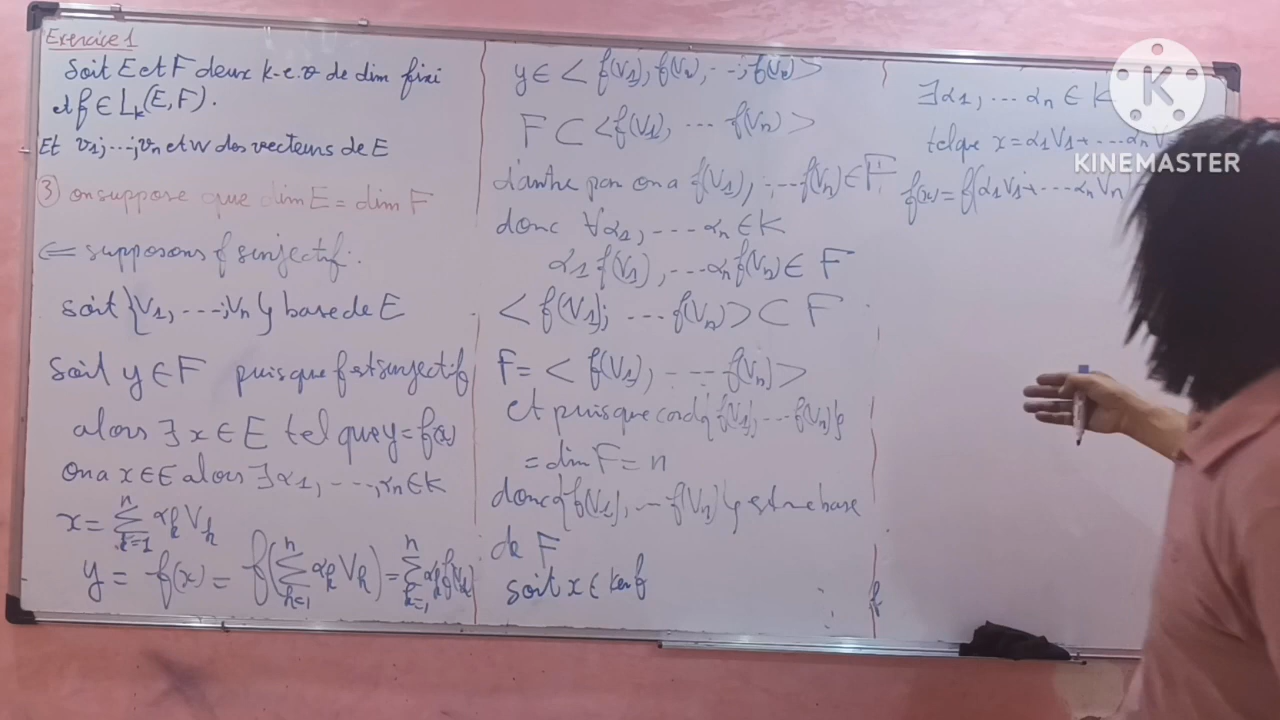 Exercice 1
Soit E et F deux k-e.v de dim fini
et f ∈ L_k(E, F).
Et v1; ...; vn et w des vecteurs de E
③ on suppose que dim E = dim F
⇐ supposons f surjectif:
soit {V1, ...; Vn} base de E
Soit y ∈ F puisque f est surjectif
alors ∃ x ∈ E tel que y = f(x)
on a x ∈ E alors ∃ α1, ..., αn ∈ K
x = ∑_{k=1}^{n} αk Vk
y = f(x) = f(∑_{k=1}^{n} αk Vk) = ∑_{k=1}^{n} αk f(Vk)
y ∈ < f(V1), f(V2), ...; f(Vn) >
F ⊂ < f(V1), ... f(Vn) >
d'autre par on a f(V1), ... f(Vn) ∈ F
donc ∀ α1, ... αn ∈ K
α1 f(V1), ... αn f(Vn) ∈ F
< f(V1); ... f(Vn) > ⊂ F
F = < f(V1), ... f(Vn) >
et puisque card{f(V1), ... f(Vn)}
= dim F = n
donc {f(V1), ... f(Vn)} est une base
de F
soit x ∈ ker f
∃ α1, ... αn ∈ K
tel que x = α1 V1 + ... αn V
f(x) = f(α1 V1 + ... αn Vn)
f
K
KINEMASTER